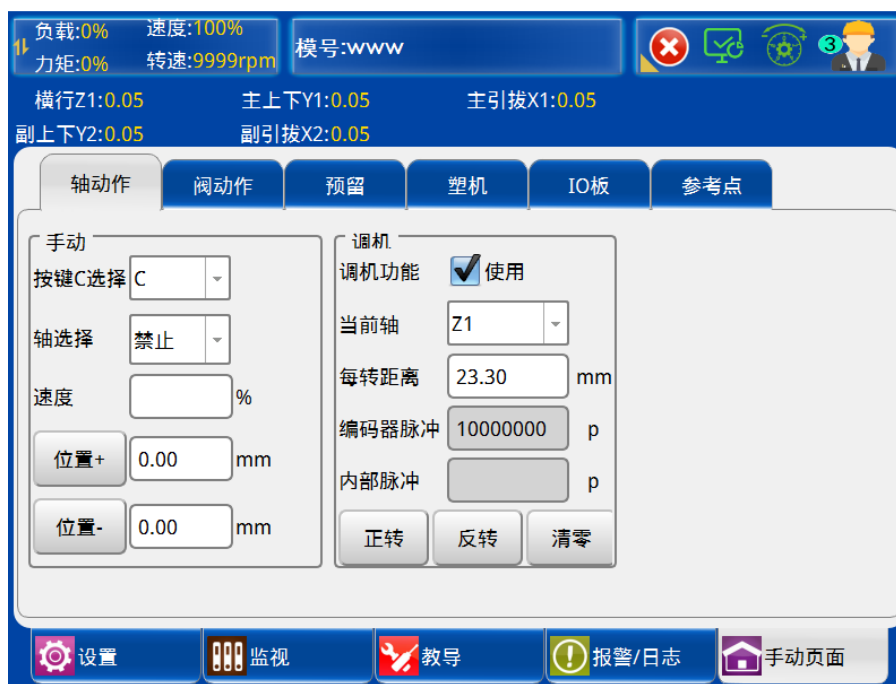 负载:0% 速度:100%
模号:www
3
力矩:0% 转速:9999rpm
横行Z1:0.05 主上下Y1:0.05 主引拔X1:0.05
副上下Y2:0.05 副引拔X2:0.05
轴动作 阀动作 预留 塑机 IO板 参考点
手动
按键C选择 C
轴选择 禁止
速度 %
位置+ 0.00 mm
位置- 0.00 mm
调机
调机功能 使用
当前轴 Z1
每转距离 23.30 mm
编码器脉冲 10000000 p
内部脉冲 p
正转 反转 清零
设置 监视 教导 报警/日志 手动页面